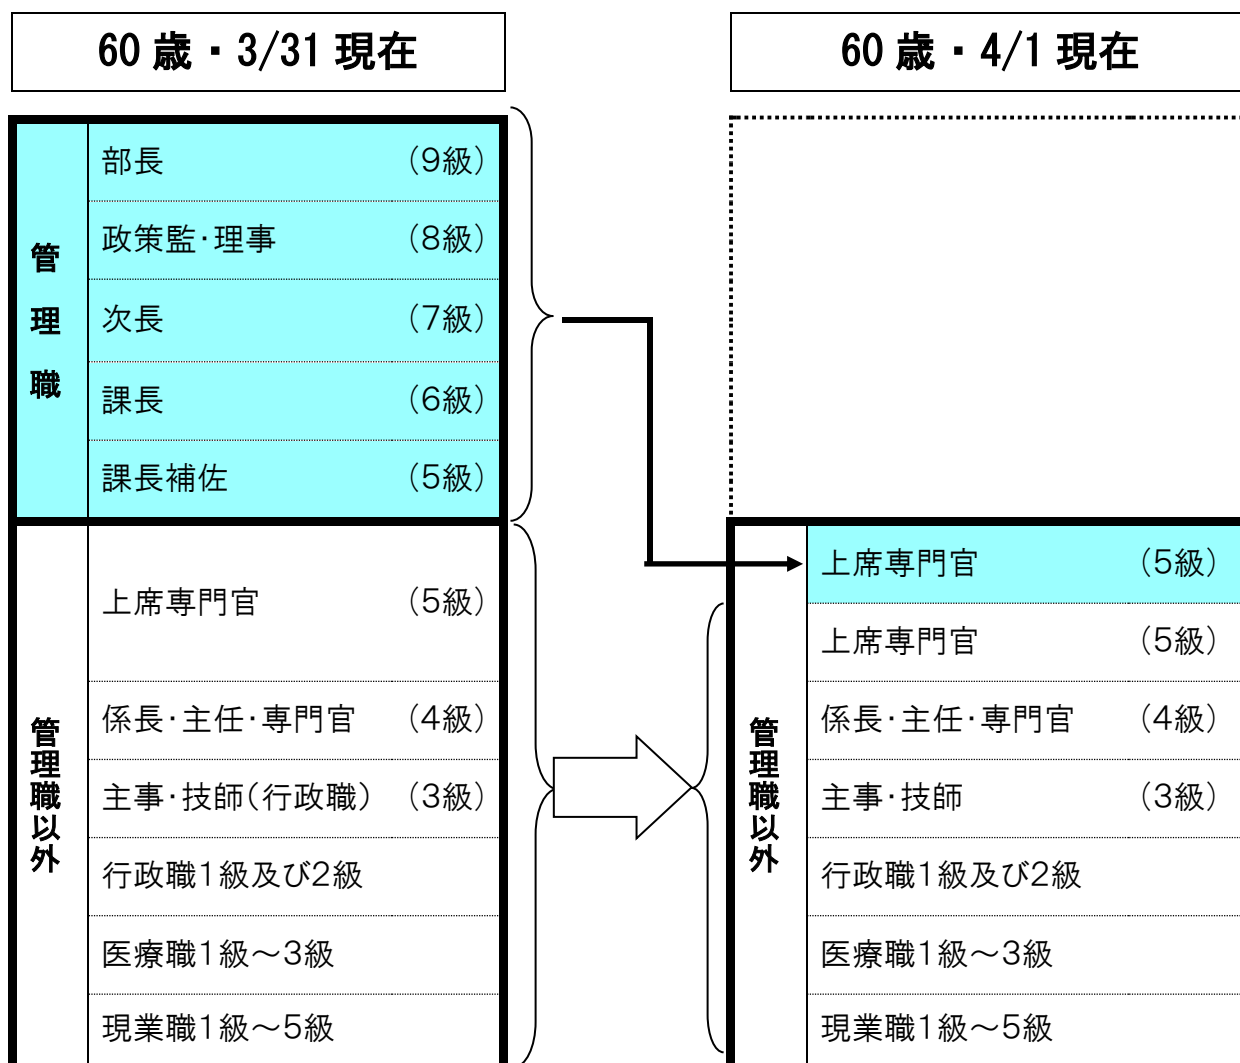 60歳・3/31現在
管理職
部長 (9級)
政策監・理事 (8級)
次長 (7級)
課長 (6級)
課長補佐 (5級)
管理職以外
上席専門官 (5級)
係長・主任・専門官 (4級)
主事・技師(行政職) (3級)
行政職1級及び2級
医療職1級～3級
現業職1級～5級
60歳・4/1現在
管理職以外
上席専門官 (5級)
上席専門官 (5級)
係長・主任・専門官 (4級)
主事・技師 (3級)
行政職1級及び2級
医療職1級～3級
現業職1級～5級